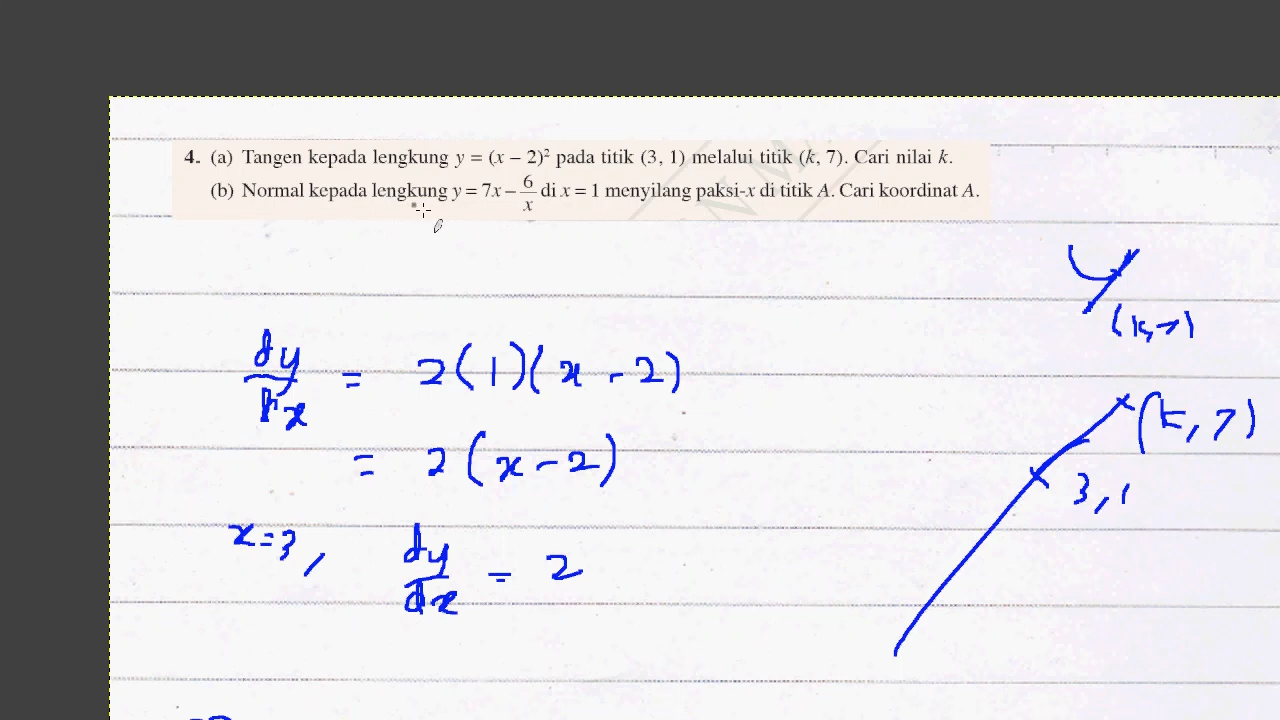 4. (a) Tangen kepada lengkung y = (x – 2)² pada titik (3, 1) melalui titik (k, 7). Cari nilai k.
(b) Normal kepada lengkung y = 7x – 6/x di x = 1 menyilang paksi-x di titik A. Cari koordinat A.
(k, 7)
dy/dx = 2(1)(x - 2)
(k, 7)
= 2(x - 2)
3, 1
x = 3, dy/dx = 2